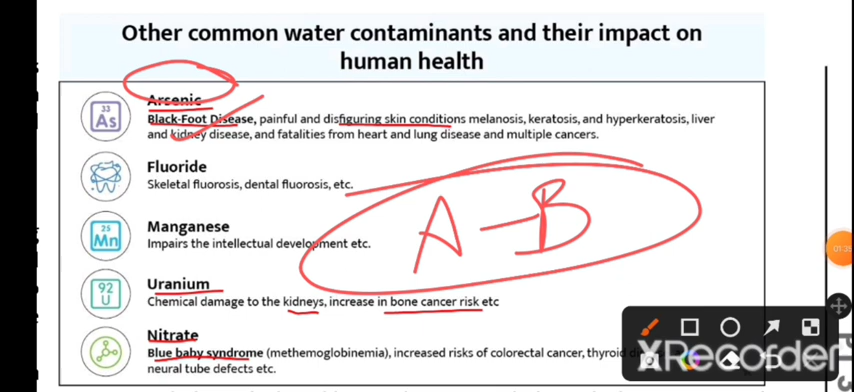 Other common water contaminants and their impact on
human health
33
As
Arsenic
Black-Foot Disease, painful and disfiguring skin conditions melanosis, keratosis, and hyperkeratosis, liver
and kidney disease, and fatalities from heart and lung disease and multiple cancers.
Fluoride
Skeletal fluorosis, dental fluorosis, etc.
A - B
25
Mn
Manganese
Impairs the intellectual development etc.
92
U
Uranium
Chemical damage to the kidneys, increase in bone cancer risk etc
Nitrate
Blue baby syndrome (methemoglobinemia), increased risks of colorectal cancer, thyroid
neural tube defects etc.
XRecorder